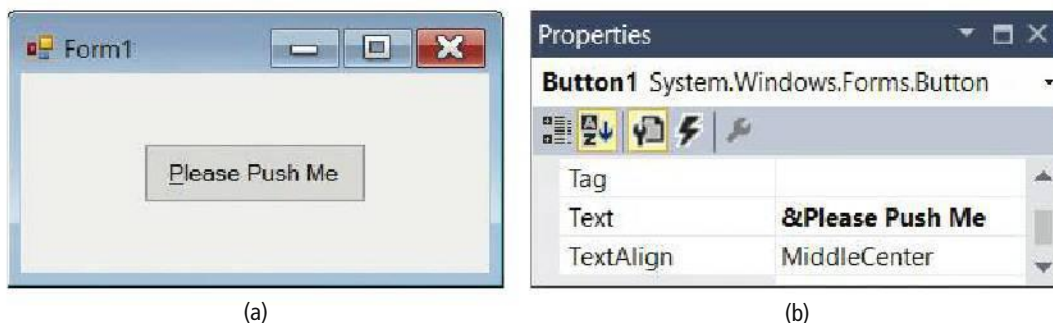 Form1
Please Push Me
(a)
Properties
Button1 System.Windows.Forms.Button
Tag
Text &Please Push Me
TextAlign MiddleCenter
(b)